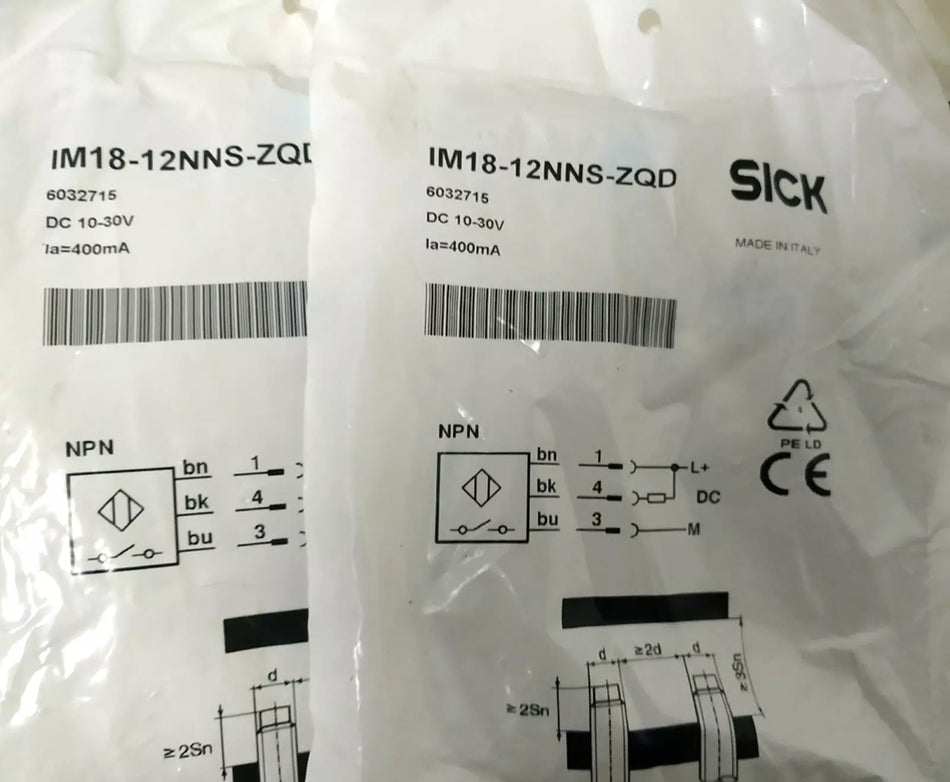 IM18-12NNS-ZQD
6032715
DC 10-30V
Ia=400mA
NPN
bn 1
bk 4
bu 3
d
≥2Sn
IM18-12NNS-ZQD
6032715
DC 10-30V
Ia=400mA
SICK
MADE IN ITALY
PE LD
CE
NPN
bn 1 L+
bk 4 DC
bu 3 M
d ≥2d d
≥3Sn
≥2Sn